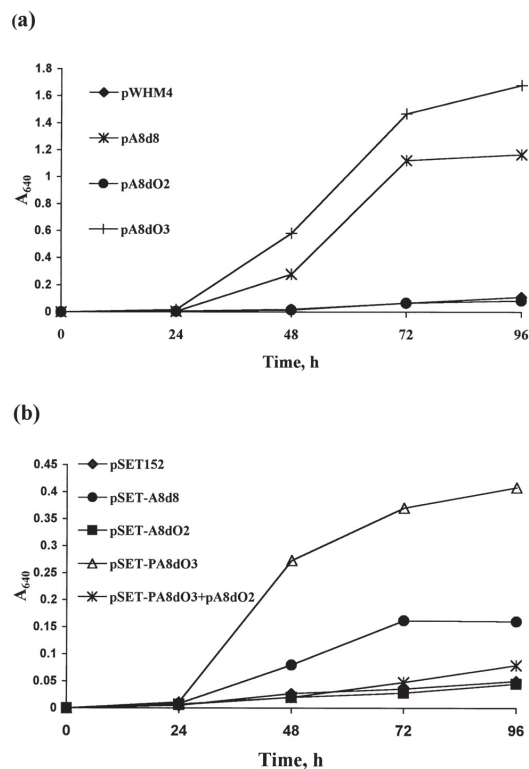 (a)
1.8
1.6
1.4
1.2
1
0.8
0.6
0.4
0.2
0
A640
pWHM4
pA8d8
pA8dO2
pA8dO3
0 24 48 72 96
Time, h
(b)
0.45
0.4
0.35
0.3
0.25
0.2
0.15
0.1
0.05
0
A640
pSET152
pSET-A8d8
pSET-A8dO2
pSET-PA8dO3
pSET-PA8dO3+pA8dO2
0 24 48 72 96
Time, h